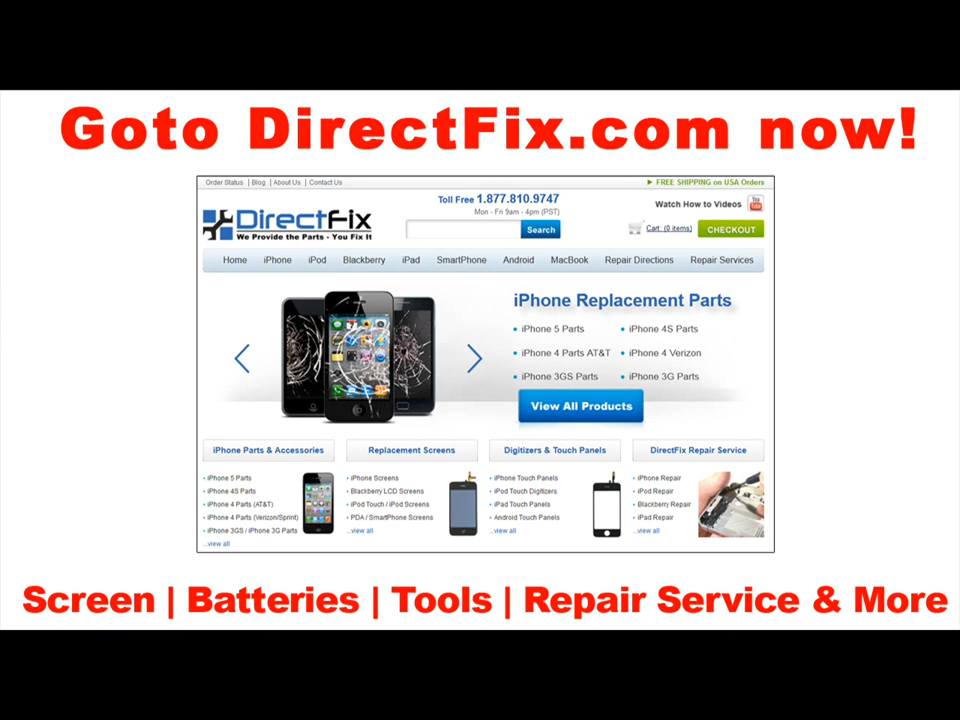 Goto DirectFix.com now!
Order Status | Blog | About Us | Contact Us
FREE SHIPPING on USA Orders
Toll Free 1.877.810.9747
Mon - Fri 9am - 4pm (PST)
Watch How to Videos
You Tube
DirectFix
We Provide the Parts - You Fix It
Search
Cart: (0 items)
CHECKOUT
Home iPhone iPod Blackberry iPad SmartPhone Android MacBook Repair Directions Repair Services
iPhone Replacement Parts
iPhone 5 Parts iPhone 4S Parts
iPhone 4 Parts AT&T iPhone 4 Verizon
iPhone 3GS Parts iPhone 3G Parts
View All Products
iPhone Parts & Accessories
iPhone 5 Parts
iPhone 4S Parts
iPhone 4 Parts (AT&T)
iPhone 4 Parts (Verizon/Sprint)
iPhone 3GS / iPhone 3G Parts
...view all
Replacement Screens
iPhone Screens
Blackberry LCD Screens
iPod Touch / iPod Screens
PDA / SmartPhone Screens
...view all
Digitizers & Touch Panels
iPhone Touch Panels
iPod Touch Digitizers
iPad Touch Panels
Android Touch Panels
...view all
DirectFix Repair Service
iPhone Repair
iPod Repair
Blackberry Repair
iPad Repair
...view all
Screen | Batteries | Tools | Repair Service & More